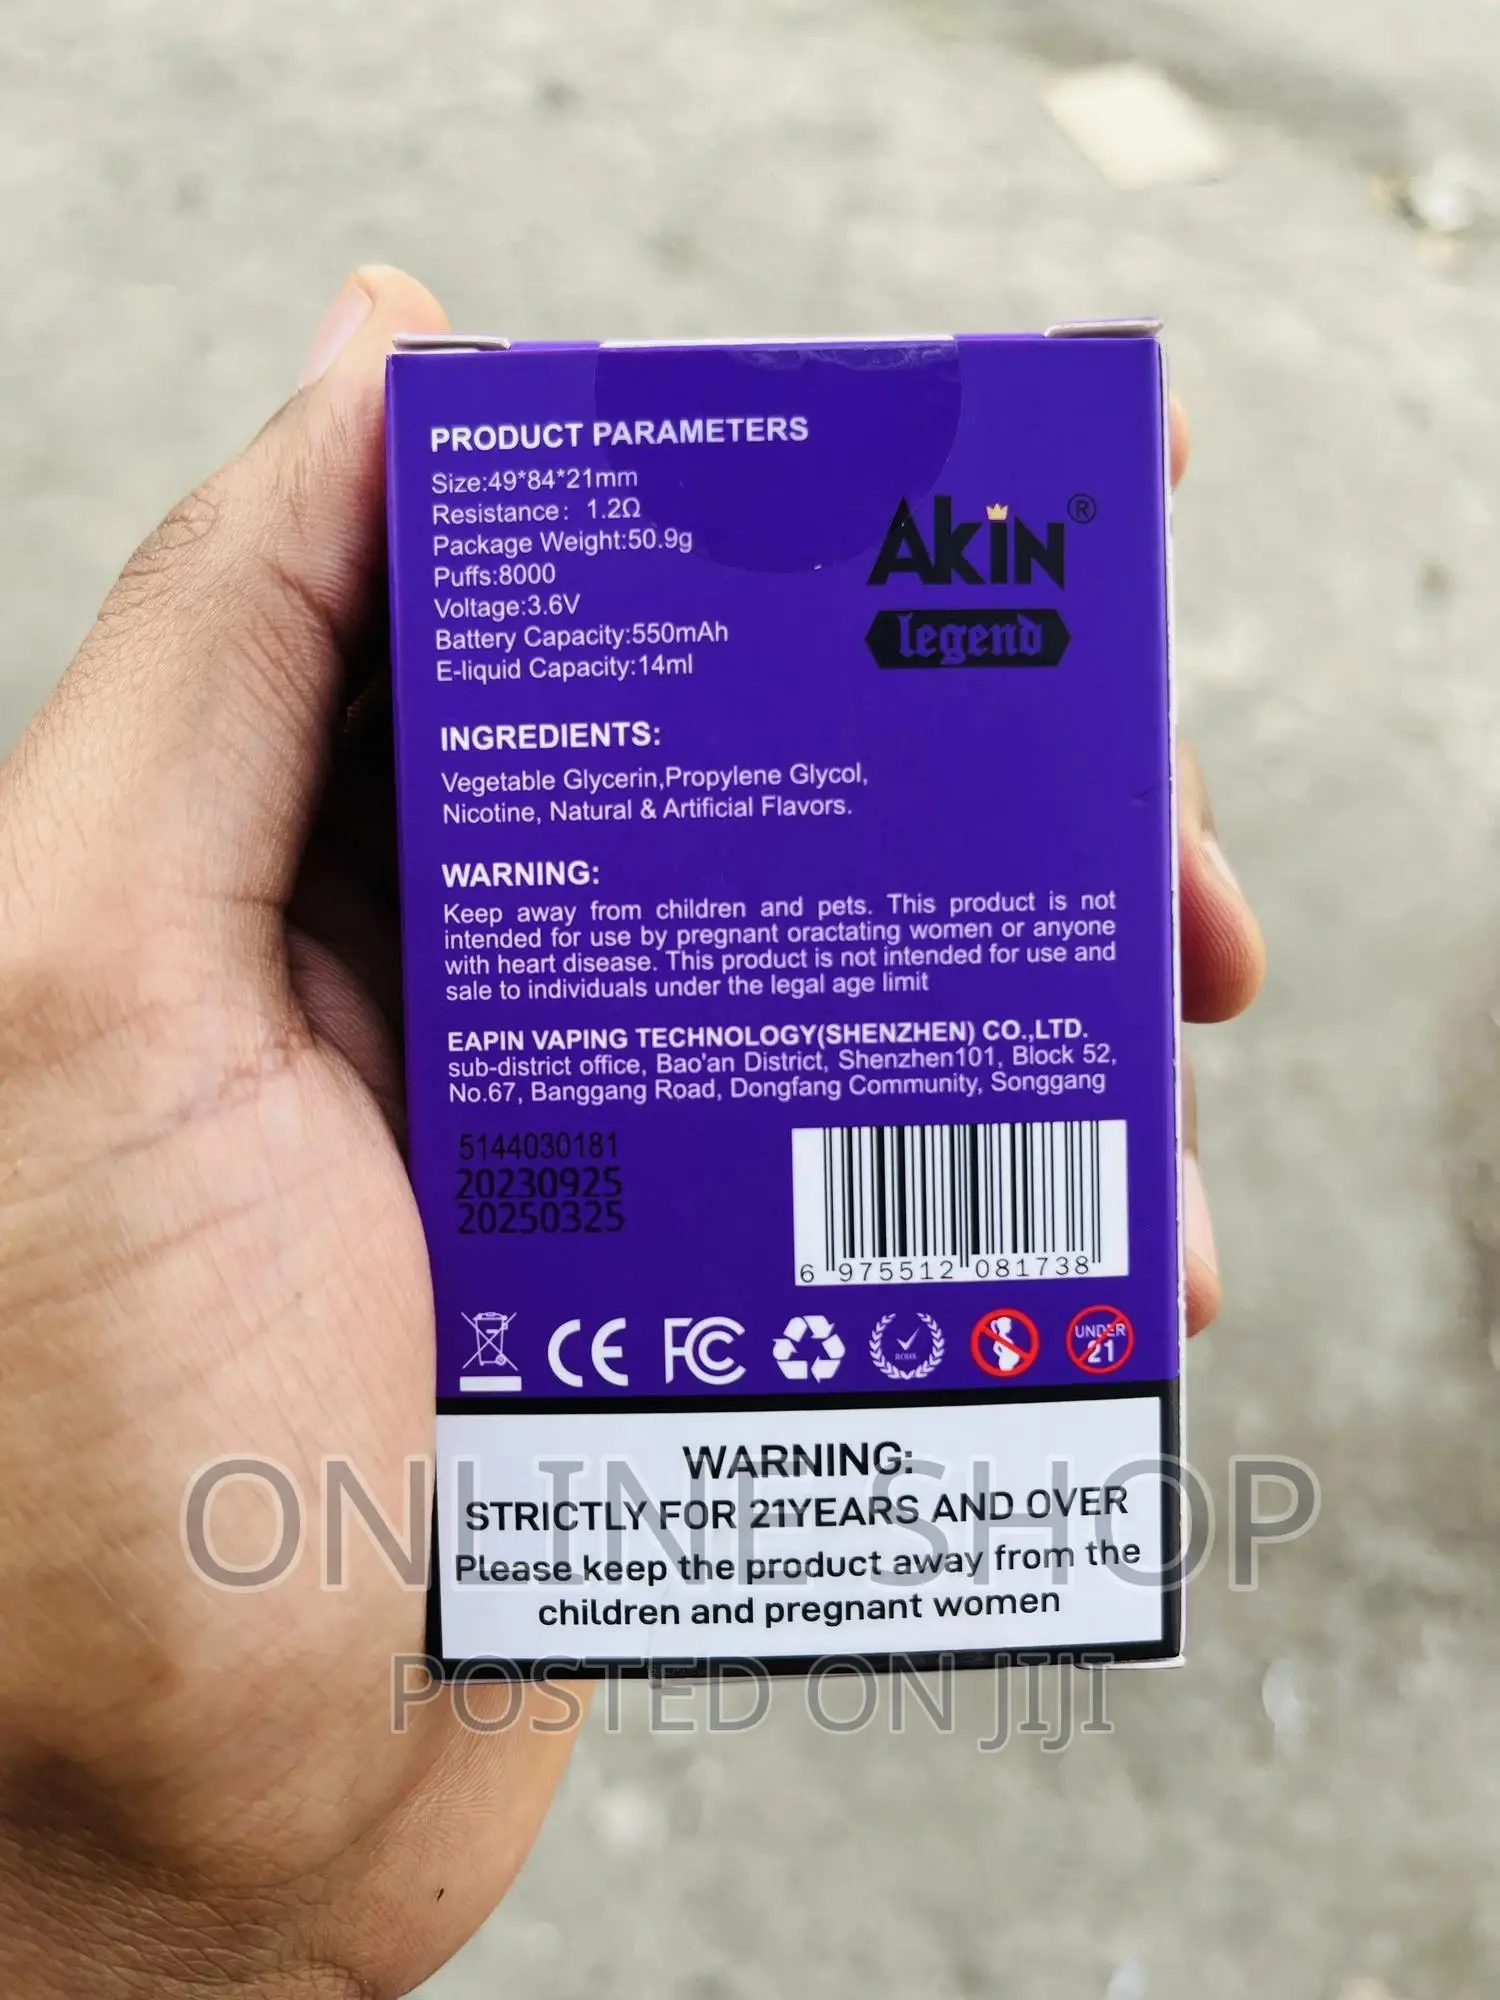 PRODUCT PARAMETERS
Size:49*84*21mm
Resistance: 1.2Ω
Package Weight:50.9g
Puffs:8000
Voltage:3.6V
Battery Capacity:550mAh
E-liquid Capacity:14ml
AkiN®
legend
INGREDIENTS:
Vegetable Glycerin,Propylene Glycol,
Nicotine, Natural & Artificial Flavors.
WARNING:
Keep away from children and pets. This product is not
intended for use by pregnant oractating women or anyone
with heart disease. This product is not intended for use and
sale to individuals under the legal age limit
EAPIN VAPING TECHNOLOGY(SHENZHEN) CO.,LTD.
sub-district office, Bao'an District, Shenzhen101, Block 52,
No.67, Banggang Road, Dongfang Community, Songgang
5144030181
20230925
20250325
6 975512 081738
CE FC ROHS UNDER
21
WARNING:
STRICTLY FOR 21YEARS AND OVER
Please keep the product away from the
children and pregnant women
ONLINE SHOP
POSTED ON JIJI